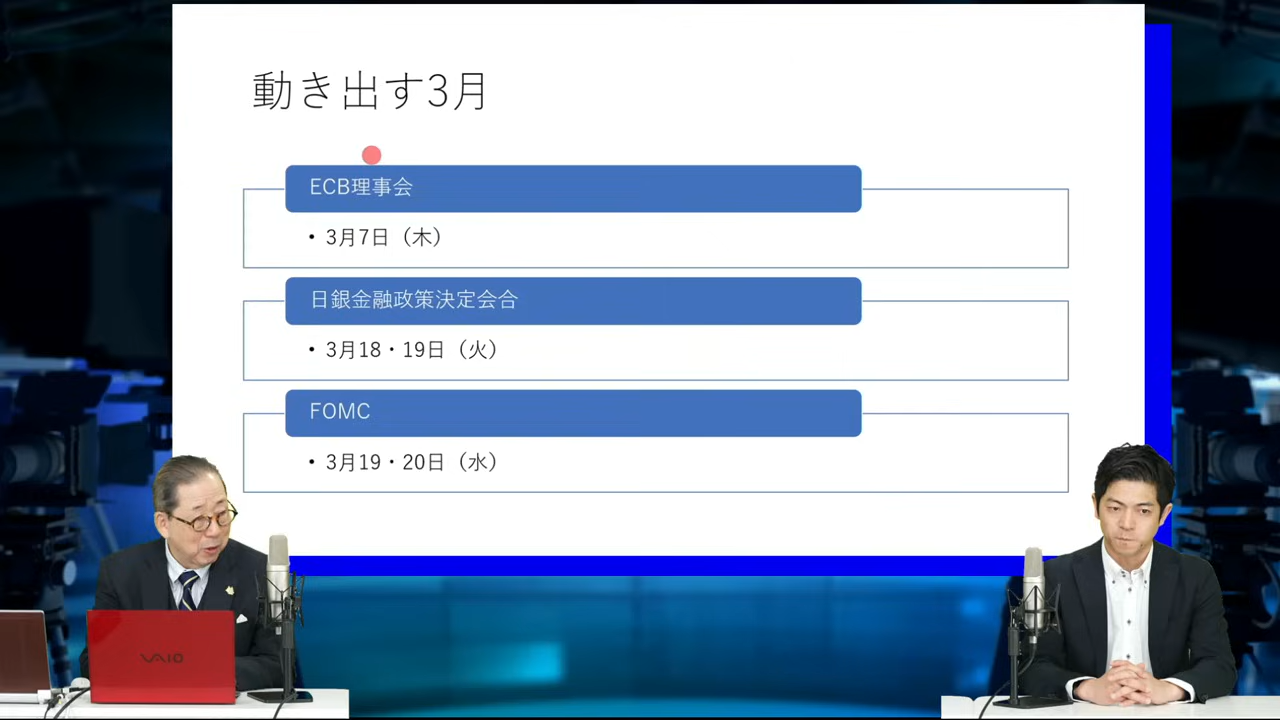 動き出す3月
ECB理事会
• 3月7日（木）
日銀金融政策決定会合
• 3月18・19日（火）
FOMC
• 3月19・20日（水）
VAIO